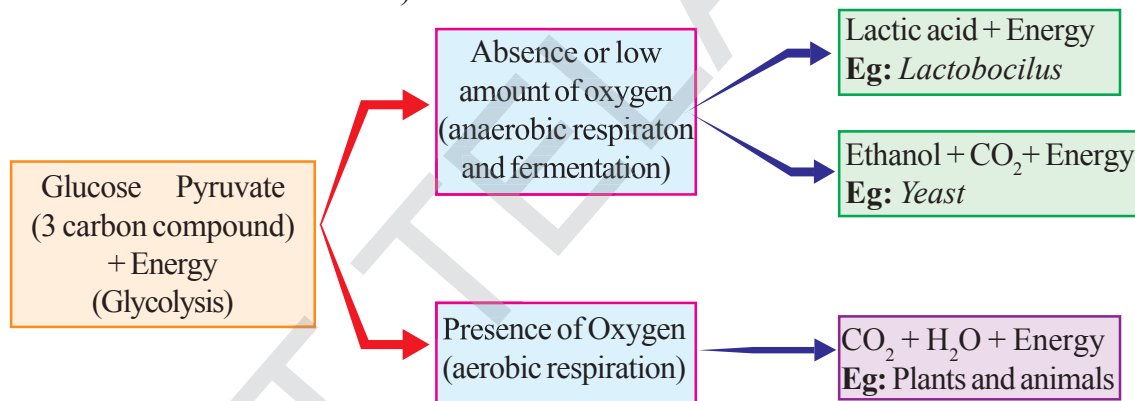 Glucose Pyruvate
(3 carbon compound)
+ Energy
(Glycolysis)
Absence or low
amount of oxygen
(anaerobic respiraton
and fermentation)
Lactic acid + Energy
Eg: Lactobocilus
Ethanol + CO₂+ Energy
Eg: Yeast
Presence of Oxygen
(aerobic respiration)
CO₂ + H₂O + Energy
Eg: Plants and animals